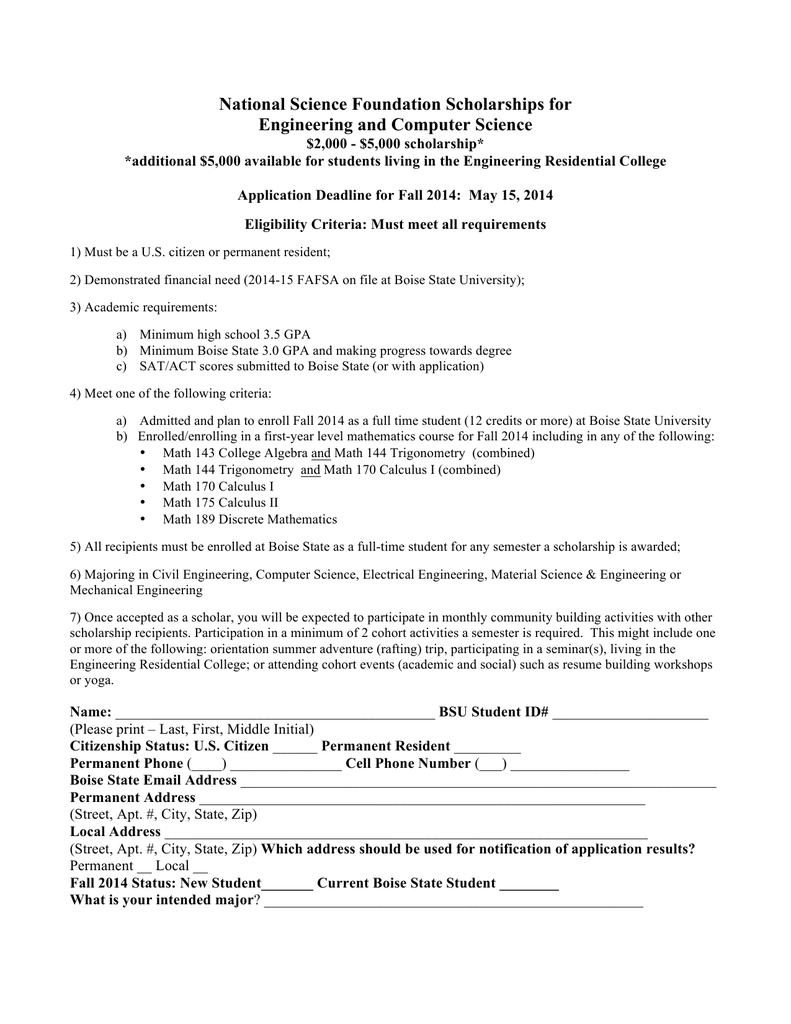 National Science Foundation Scholarships for
Engineering and Computer Science
$2,000 - $5,000 scholarship*
*additional $5,000 available for students living in the Engineering Residential College
Application Deadline for Fall 2014:  May 15, 2014
Eligibility Criteria: Must meet all requirements
1) Must be a U.S. citizen or permanent resident;
2) Demonstrated financial need (2014-15 FAFSA on file at Boise State University);
3) Academic requirements:
a) Minimum high school 3.5 GPA
b) Minimum Boise State 3.0 GPA and making progress towards degree
c) SAT/ACT scores submitted to Boise State (or with application)
4) Meet one of the following criteria:
a) Admitted and plan to enroll Fall 2014 as a full time student (12 credits or more) at Boise State University
b) Enrolled/enrolling in a first-year level mathematics course for Fall 2014 including in any of the following:
• Math 143 College Algebra and Math 144 Trigonometry  (combined)
• Math 144 Trigonometry  and Math 170 Calculus I (combined)
• Math 170 Calculus I
• Math 175 Calculus II
• Math 189 Discrete Mathematics
5) All recipients must be enrolled at Boise State as a full-time student for any semester a scholarship is awarded;
6) Majoring in Civil Engineering, Computer Science, Electrical Engineering, Material Science & Engineering or
Mechanical Engineering
7) Once accepted as a scholar, you will be expected to participate in monthly community building activities with other
scholarship recipients. Participation in a minimum of 2 cohort activities a semester is required.  This might include one
or more of the following: orientation summer adventure (rafting) trip, participating in a seminar(s), living in the
Engineering Residential College; or attending cohort events (academic and social) such as resume building workshops
or yoga.
Name: ___________________________________________ BSU Student ID# _____________________
(Please print – Last, First, Middle Initial)
Citizenship Status: U.S. Citizen ______ Permanent Resident _________
Permanent Phone (____) _______________ Cell Phone Number (___) ________________
Boise State Email Address ________________________________________________________________
Permanent Address ____________________________________________________________
(Street, Apt. #, City, State, Zip)
Local Address _________________________________________________________________
(Street, Apt. #, City, State, Zip) Which address should be used for notification of application results?
Permanent __ Local __
Fall 2014 Status: New Student_______ Current Boise State Student ________
What is your intended major? ___________________________________________________